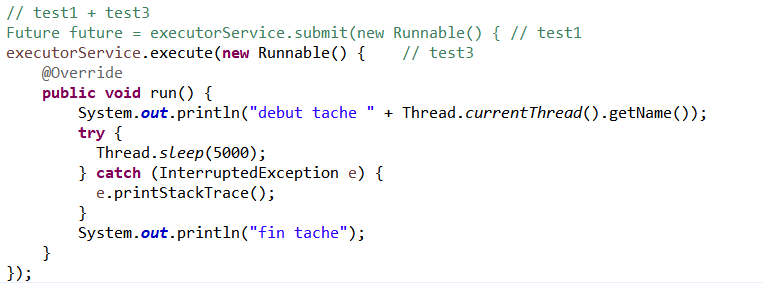 // test1 + test3
Future future = executorService.submit(new Runnable() { // test1
executorService.execute(new Runnable() {    // test3
    @Override
    public void run() {
        System.out.println("debut tache " + Thread.currentThread().getName());
        try {
          Thread.sleep(5000);
        } catch (InterruptedException e) {
          e.printStackTrace();
        }
        System.out.println("fin tache");
    }
});